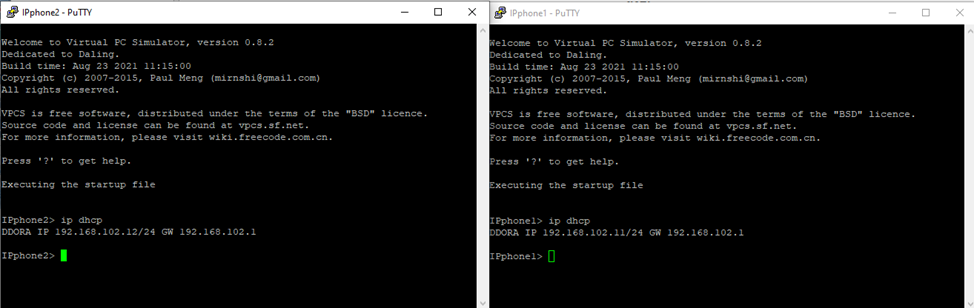 IPphone2 - PuTTY
Welcome to Virtual PC Simulator, version 0.8.2
Dedicated to Daling.
Build time: Aug 23 2021 11:15:00
Copyright (c) 2007-2015, Paul Meng (mirnshi@gmail.com)
All rights reserved.
VPCS is free software, distributed under the terms of the "BSD" licence.
Source code and license can be found at vpcs.sf.net.
For more information, please visit wiki.freecode.com.cn.
Press '?' to get help.
Executing the startup file
IPphone2> ip dhcp
DDORA IP 192.168.102.12/24 GW 192.168.102.1
IPphone2>
IPphone1 - PuTTY
Welcome to Virtual PC Simulator, version 0.8.2
Dedicated to Daling.
Build time: Aug 23 2021 11:15:00
Copyright (c) 2007-2015, Paul Meng (mirnshi@gmail.com)
All rights reserved.
VPCS is free software, distributed under the terms of the "BSD" licence.
Source code and license can be found at vpcs.sf.net.
For more information, please visit wiki.freecode.com.cn.
Press '?' to get help.
Executing the startup file
IPphone1> ip dhcp
DDORA IP 192.168.102.11/24 GW 192.168.102.1
IPphone1>